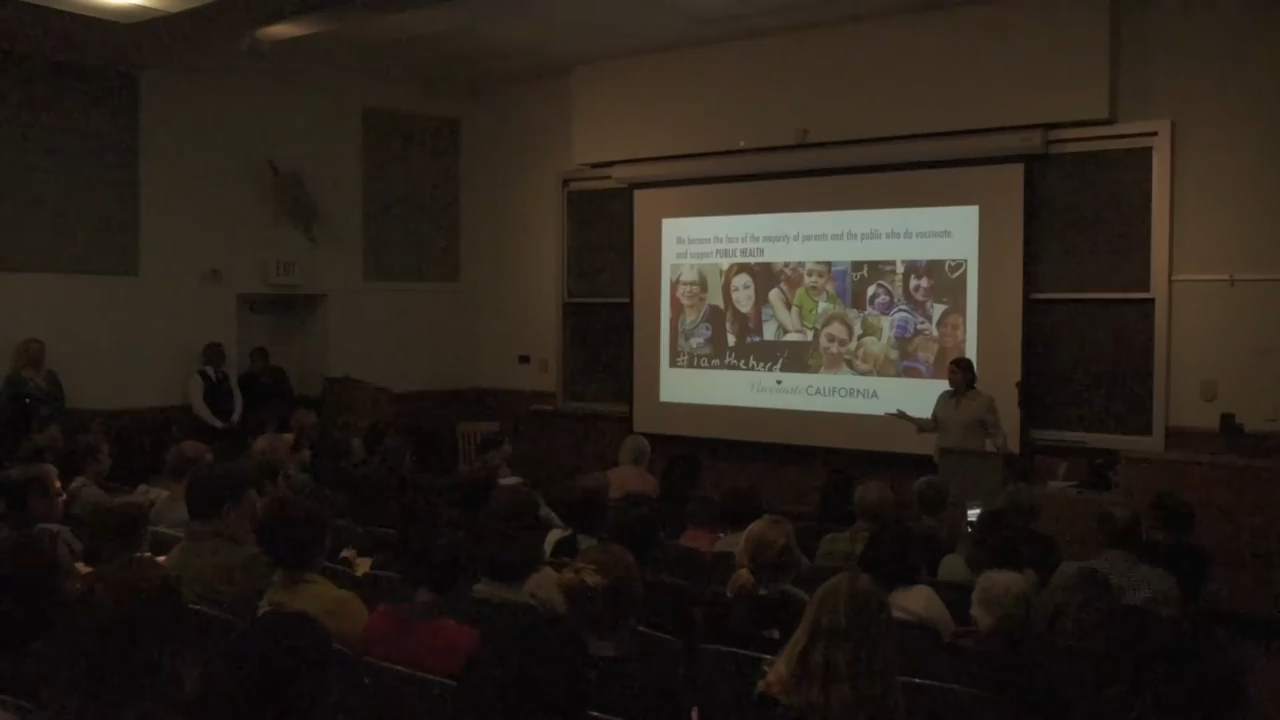 EXIT
We became the face of the majority of parents and the public who do vaccinate,
and support PUBLIC HEALTH
#iamtheherd
Vaccinate CALIFORNIA